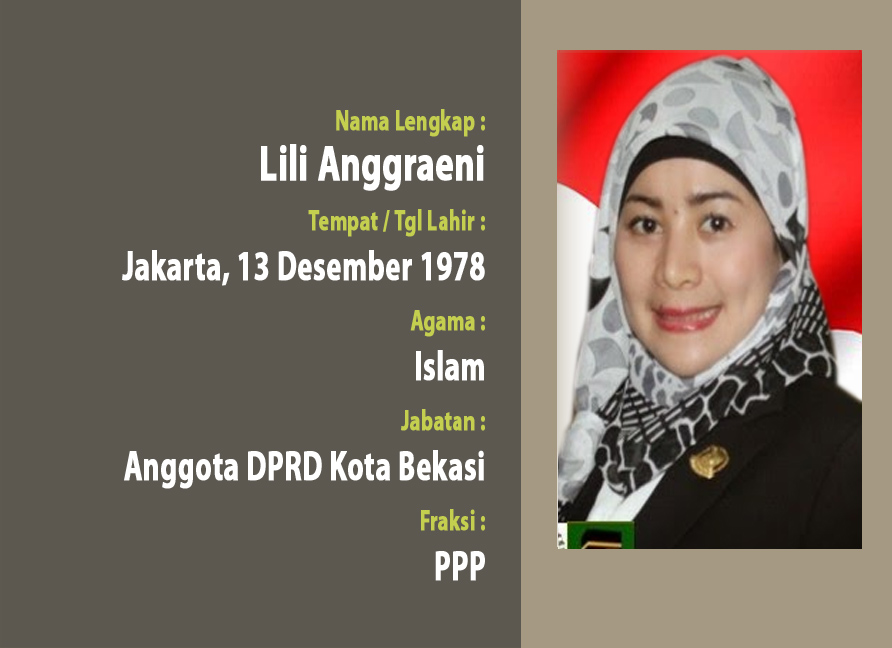 Nama Lengkap :
Lili Anggraeni
Tempat / Tgl Lahir :
Jakarta, 13 Desember 1978
Agama :
Islam
Jabatan :
Anggota DPRD Kota Bekasi
Fraksi :
PPP